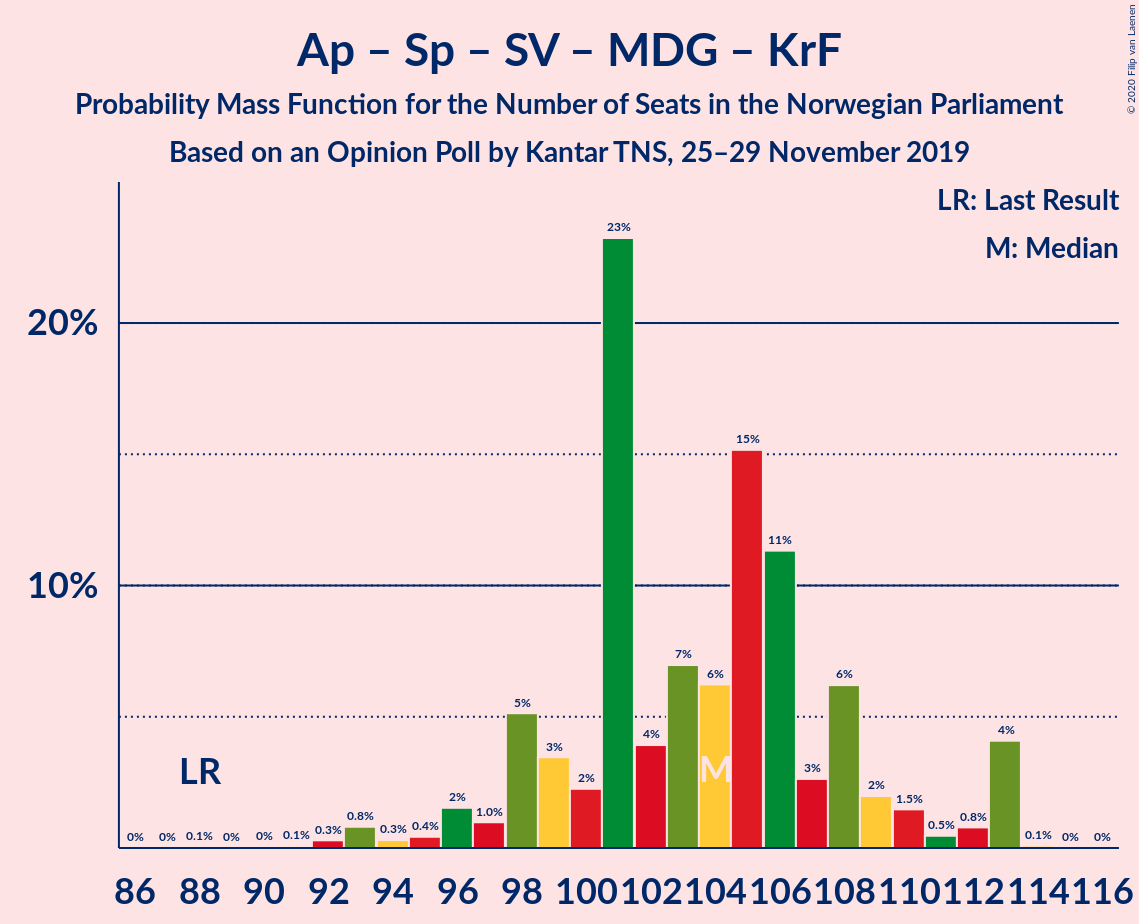 Ap – Sp – SV – MDG – KrF
Probability Mass Function for the Number of Seats in the Norwegian Parliament
Based on an Opinion Poll by Kantar TNS, 25–29 November 2019
© 2020 Filip van Laenen
LR: Last Result
M: Median
20%
10%
LR
M
0% 0% 0.1% 0% 0% 0.1% 0.3% 0.8% 0.3% 0.4% 2% 1.0% 5% 3% 2% 23% 4% 7% 6% 15% 11% 3% 6% 2% 1.5% 0.5% 0.8% 4% 0.1% 0% 0%
86 88 90 92 94 96 98 100 102 104 106 108 110 112 114 116